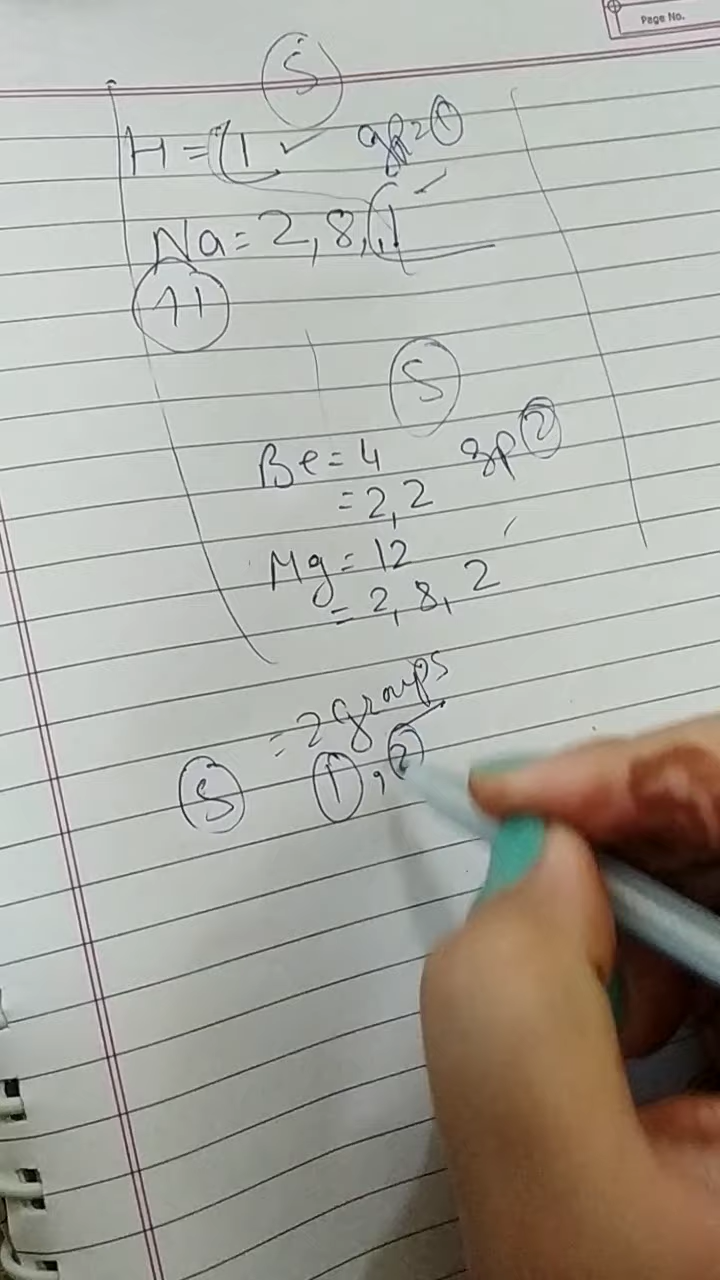 Page No.
S
H = 1 ✓ gp = 1
Na = 2, 8, 1 ✓
11
S
Be = 4 gp 2
= 2, 2
Mg = 12
= 2, 8, 2
= 2 groups
S 1, 2